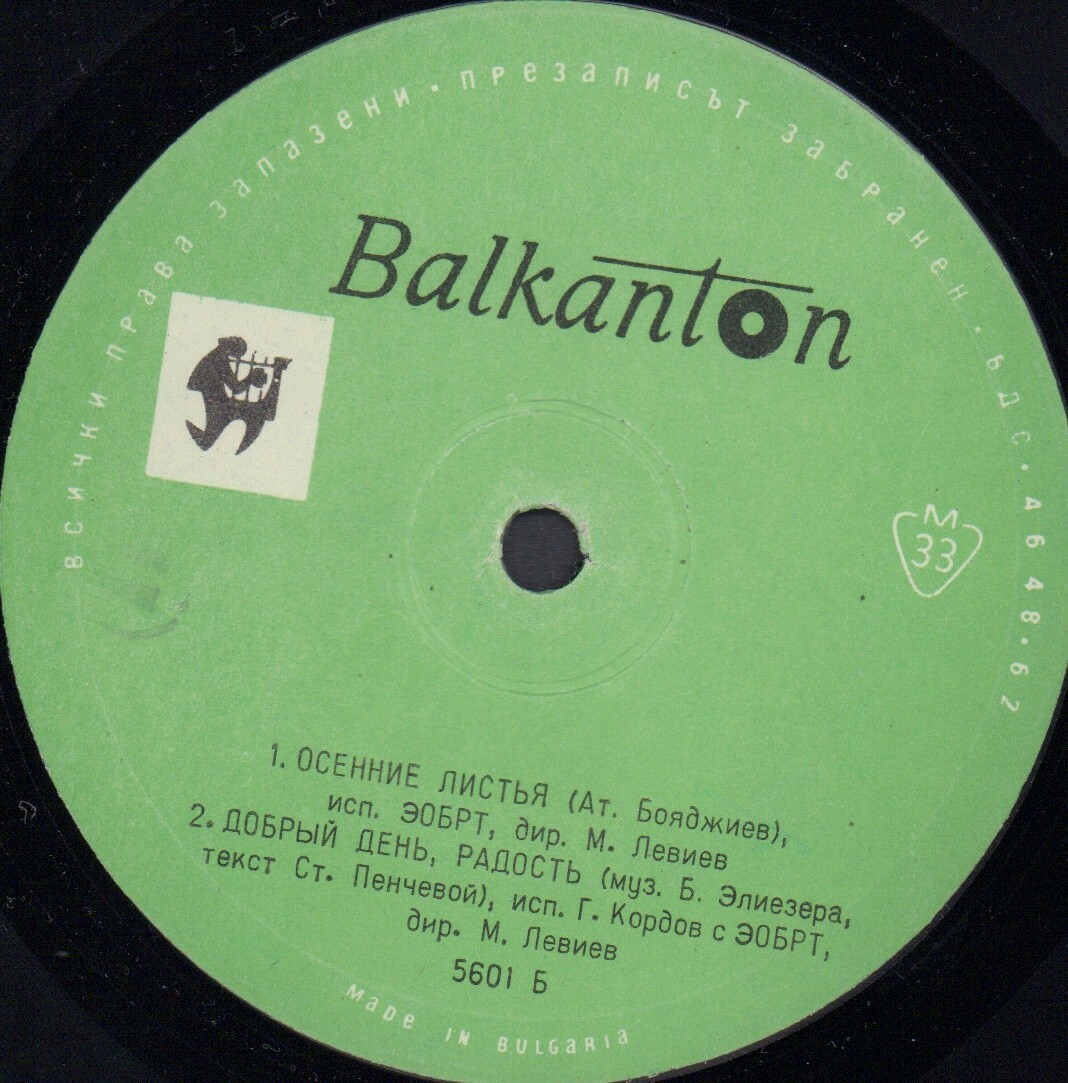 всички права запазени · презаписът забранен · БДС · 4648·62
Balkanton
М
33
1. ОСЕННИЕ ЛИСТЬЯ (Ат. Бояджиев),
исп. ЭОБРТ, дир. М. Левиев
2. ДОБРЫЙ ДЕНЬ, РАДОСТЬ (муз. Б. Элиезера,
текст Ст. Пенчевой), исп. Г. Кордов с ЭОБРТ,
дир. М. Левиев
5601 Б
made in Bulgaria